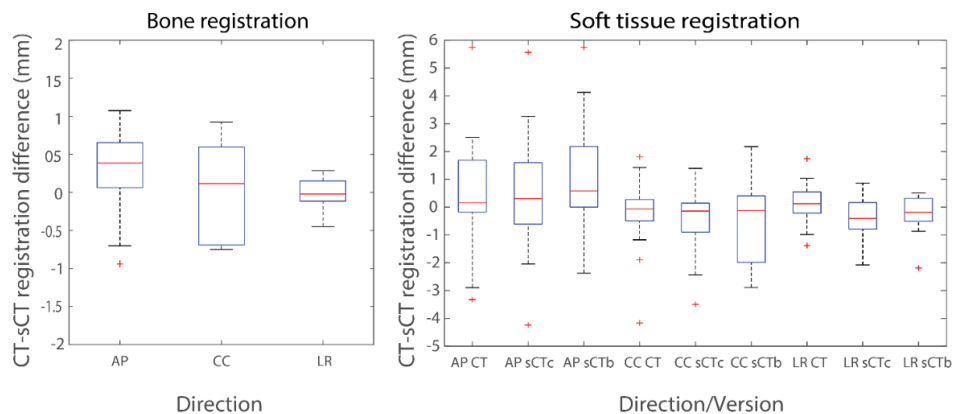 Bone registration
CT-sCT registration difference (mm)
2
1.5
1
05
0
-0.5
-1
-1.5
-2
AP
CC
LR
Direction
Soft tissue registration
CT-sCT registration difference (mm)
6
5
4
3
2
1
0
-1
-2
-3
-4
-5
AP CT
AP sCTc
AP sCTb
CC CT
CC sCTc
CC sCTb
LR CT
LR sCTc
LR sCTb
Direction/Version